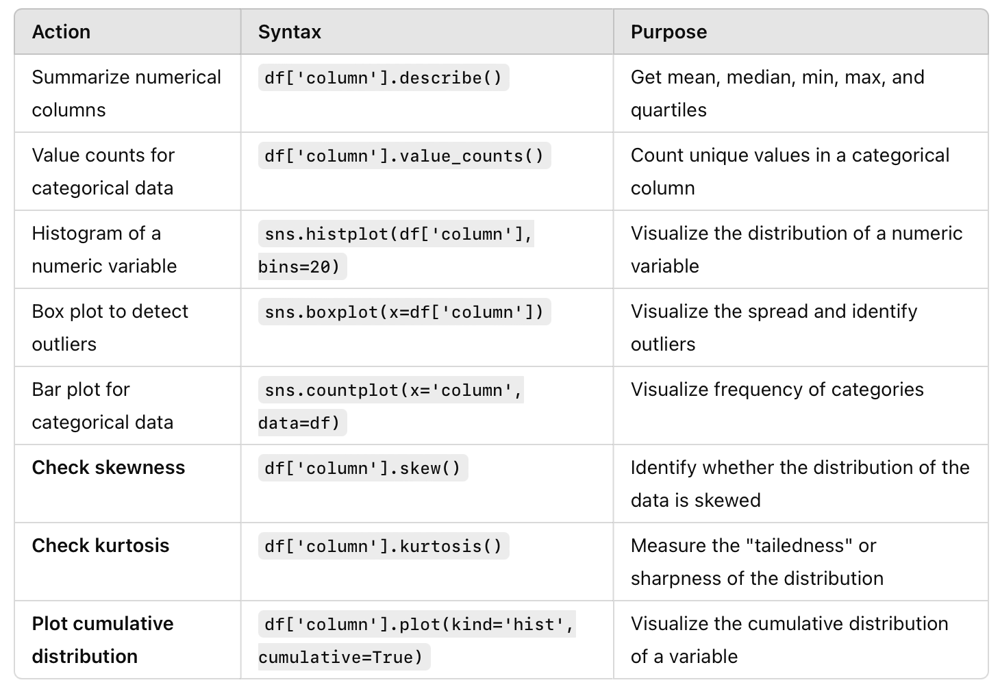 Action Syntax Purpose
Summarize numerical df['column'].describe() Get mean, median, min, max, and
columns quartiles
Value counts for df['column'].value_counts() Count unique values in a categorical
categorical data column
Histogram of a sns.histplot(df['column'], Visualize the distribution of a numeric
numeric variable bins=20) variable
Box plot to detect sns.boxplot(x=df['column']) Visualize the spread and identify
outliers outliers
Bar plot for sns.countplot(x='column', Visualize frequency of categories
categorical data data=df)
Check skewness df['column'].skew() Identify whether the distribution of the
data is skewed
Check kurtosis df['column'].kurtosis() Measure the "tailedness" or
sharpness of the distribution
Plot cumulative df['column'].plot(kind='hist', Visualize the cumulative distribution
distribution cumulative=True) of a variable